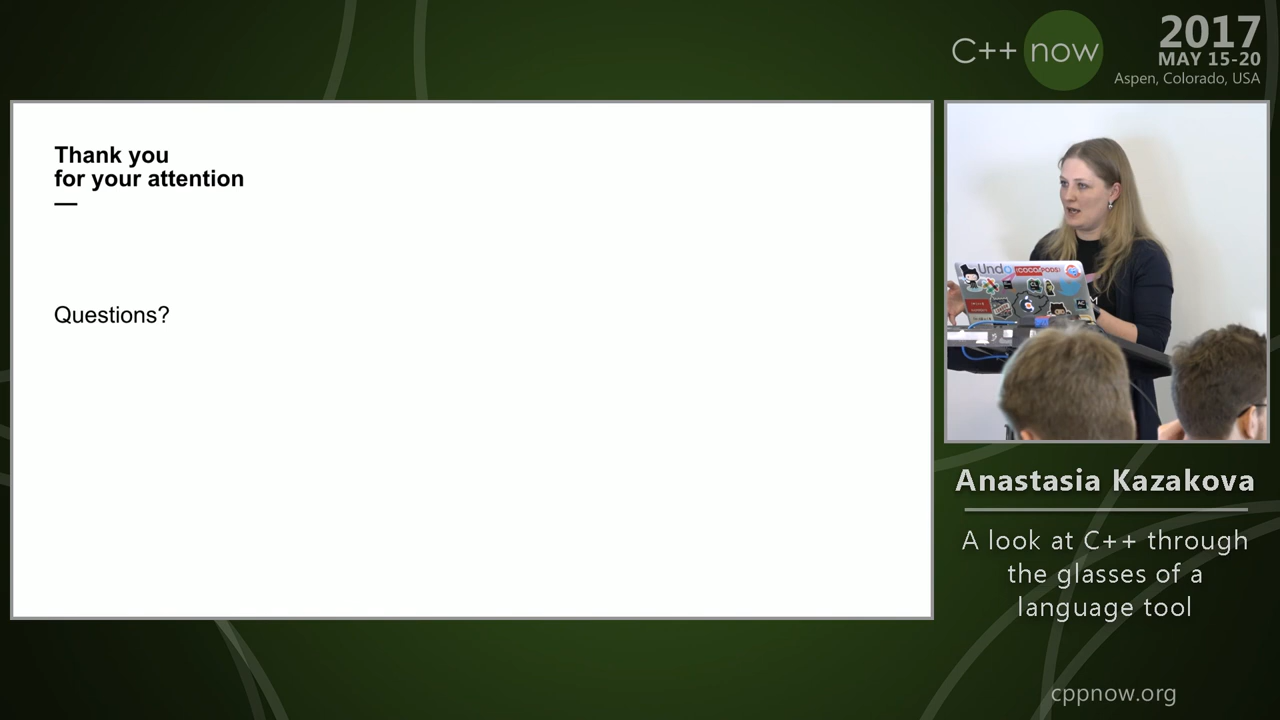 C++ now
2017
MAY 15-20
Aspen, Colorado, USA
Thank you
for your attention
Questions?
Undo
COCOAPODS
Anastasia Kazakova
A look at C++ through
the glasses of a
language tool
cppnow.org